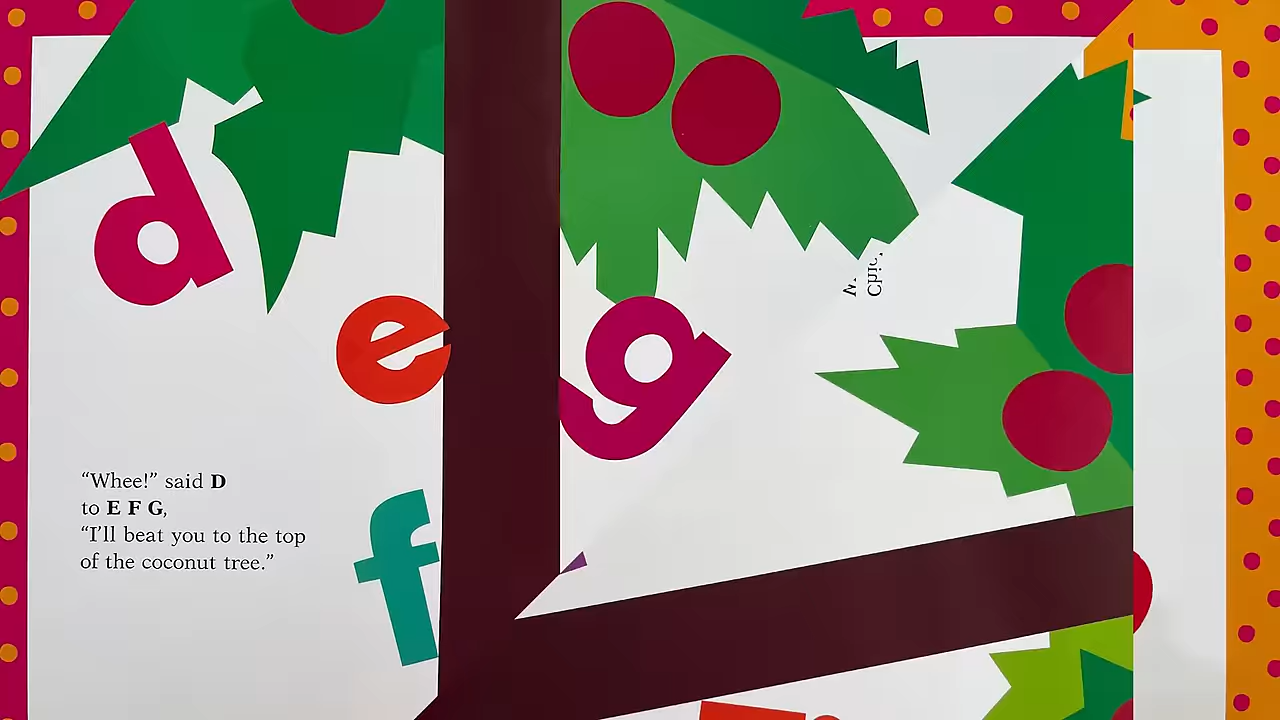 d
e
g
f
“Whee!” said D
to E F G,
“I’ll beat you to the top
of the coconut tree.”